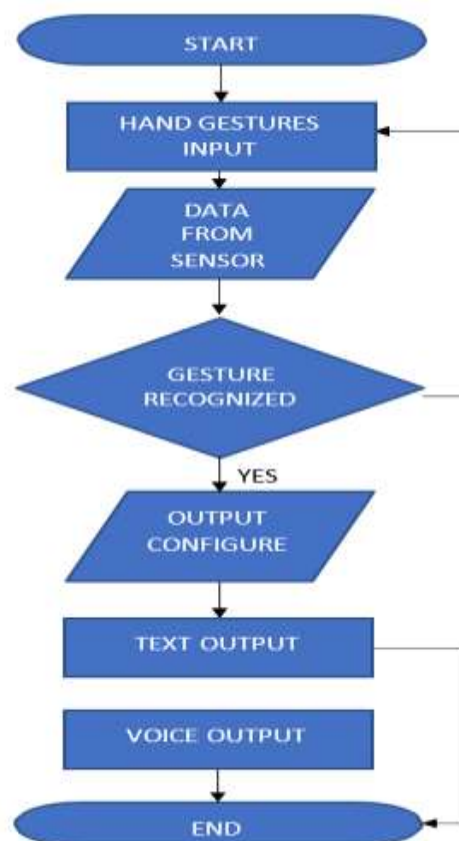 START
HAND GESTURES
INPUT
DATA
FROM
SENSOR
GESTURE
RECOGNIZED
YES
OUTPUT
CONFIGURE
TEXT OUTPUT
VOICE OUTPUT
END